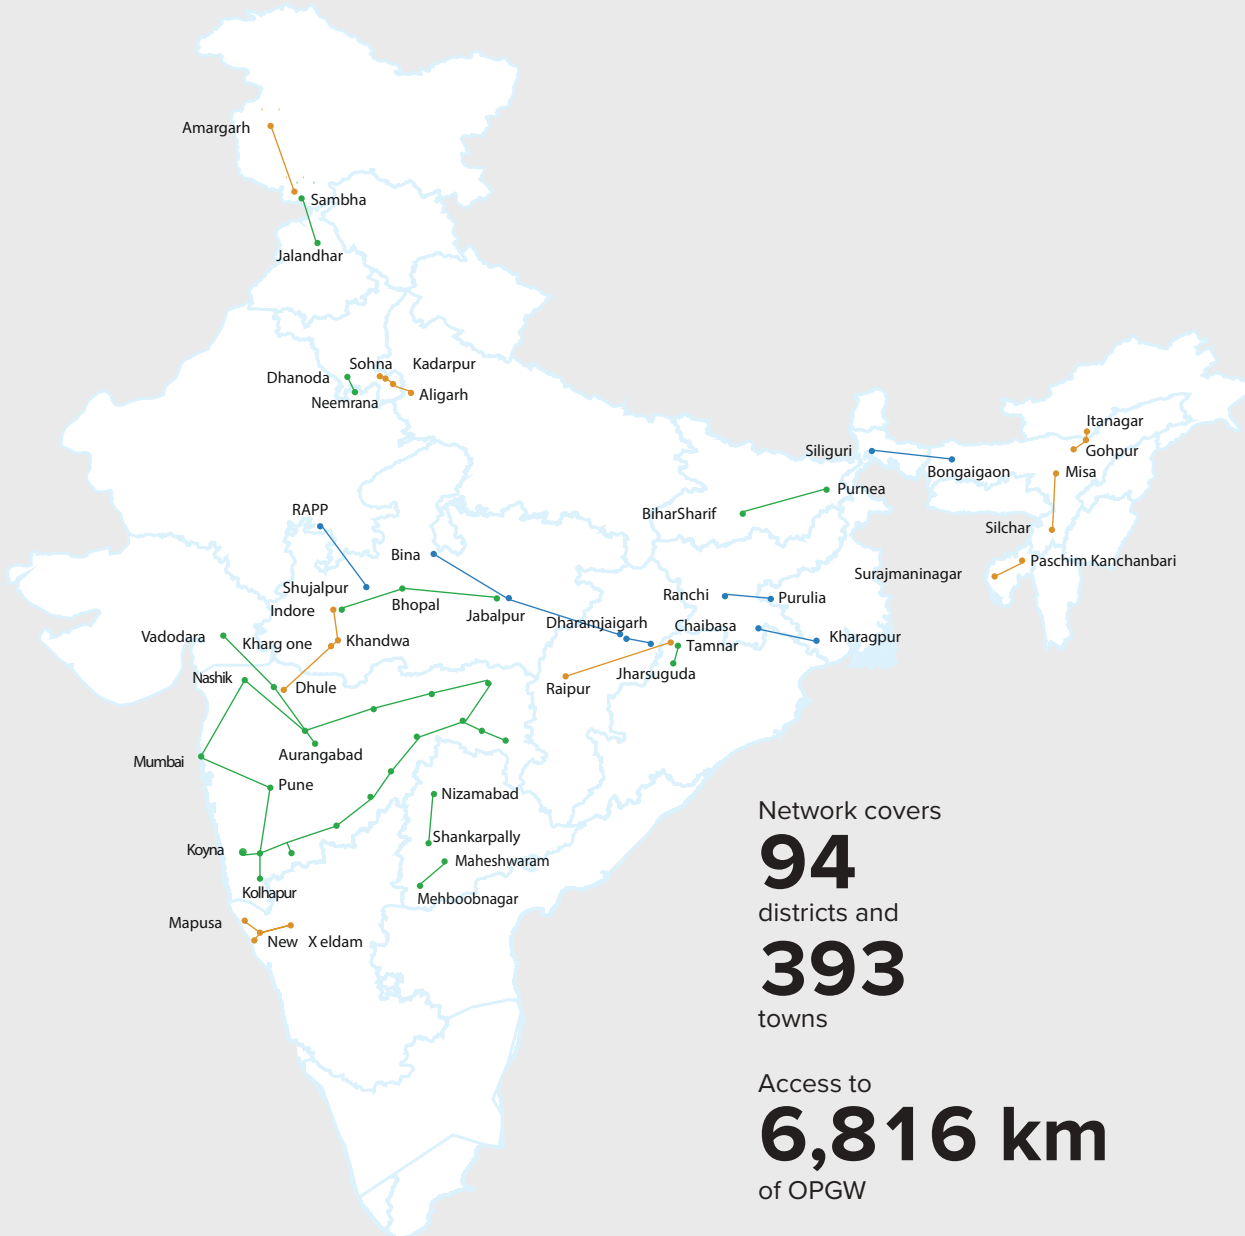 Amargarh
Sambha
Jalandhar
Sohna
Kadarpur
Dhanoda
Aligarh
Neemrana
Itanagar
Siliguri
Gohpur
Bongaigaon
Misa
Purnea
RAPP
BiharSharif
Silchar
Bina
Paschim Kanchanbari
Surajmaninagar
Shujalpur
Ranchi
Purulia
Bhopal
Indore
Jabalpur
Dharamjaigarh
Chaibasa
Vadodara
Kharg one
Khandwa
Kharagpur
Tamnar
Nashik
Jharsuguda
Dhule
Raipur
Aurangabad
Mumbai
Pune
Nizamabad
Network covers
94
districts and
393
towns
Shankarpally
Koyna
Maheshwaram
Kolhapur
Mehboobnagar
Mapusa
New X eldam
Access to
6,816 km
of OPGW